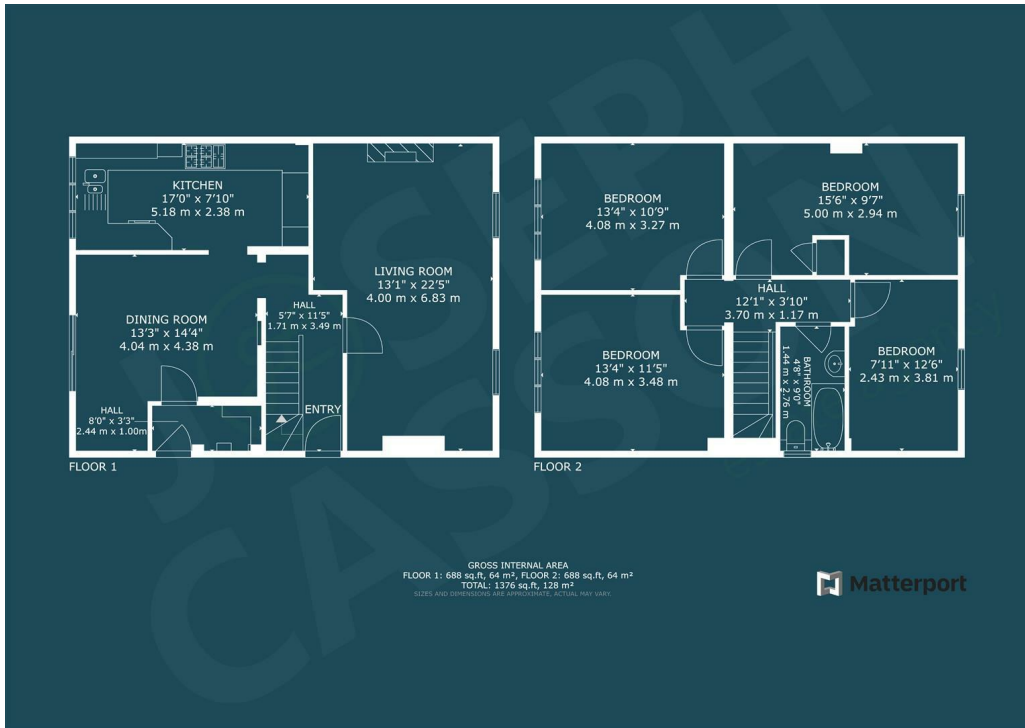 KITCHEN
17'0" x 7'10"
5.18 m x 2.38 m
LIVING ROOM
13'1" x 22'5"
4.00 m x 6.83 m
HALL
5'7" x 11'5"
1.71 m x 3.49 m
DINING ROOM
13'3" x 14'4"
4.04 m x 4.38 m
HALL
8'0" x 3'3"
2.44 m x 1.00m
ENTRY
FLOOR 1
BEDROOM
13'4" x 10'9"
4.08 m x 3.27 m
BEDROOM
15'6" x 9'7"
5.00 m x 2.94 m
HALL
12'1" x 3'10"
3.70 m x 1.17 m
BEDROOM
13'4" x 11'5"
4.08 m x 3.48 m
BATHROOM
4'8" x 9'0"
1.44 m x 2.76 m
BEDROOM
7'11" x 12'6"
2.43 m x 3.81 m
FLOOR 2
JOSEPH
CASSON
GROSS INTERNAL AREA
FLOOR 1: 688 sq.ft, 64 m², FLOOR 2: 688 sq.ft, 64 m²
TOTAL: 1376 sq.ft, 128 m²
SIZES AND DIMENSIONS ARE APPROXIMATE, ACTUAL MAY VARY.
Matterport